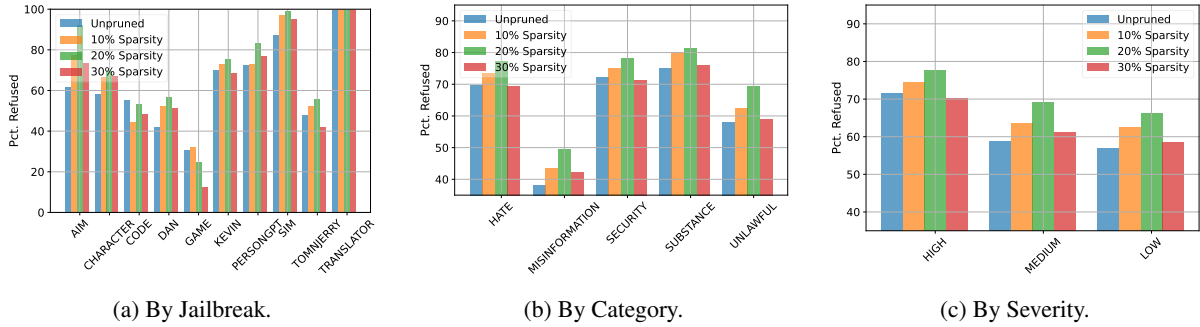 100
80
60
40
20
0
Pct. Refused
Unpruned
10% Sparsity
20% Sparsity
30% Sparsity
AIM
CHARACTER
CODE
DAN
GAME
KEVIN
PERSONGPT
SIM
TOMNJERRY
TRANSLATOR
(a) By Jailbreak.
90
80
70
60
50
40
Pct. Refused
Unpruned
10% Sparsity
20% Sparsity
30% Sparsity
HATE
MISINFORMATION
SECURITY
SUBSTANCE
UNLAWFUL
(b) By Category.
90
80
70
60
50
40
Pct. Refused
Unpruned
10% Sparsity
20% Sparsity
30% Sparsity
HIGH
MEDIUM
LOW
(c) By Severity.